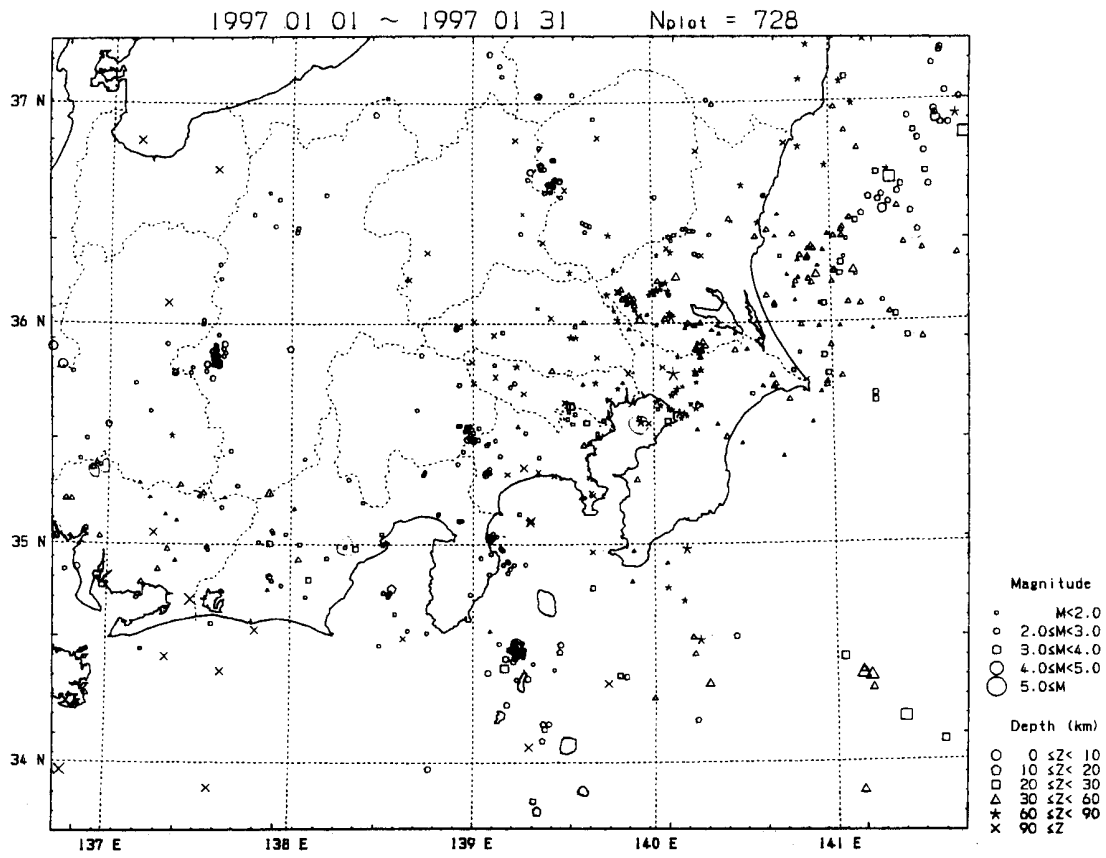 1997 01 01 ~ 1997 01 31 Nplot = 728
37 N
36 N
35 N
34 N
137 E 138 E 139 E 140 E 141 E
Magnitude
M<2.0
2.0≤M<3.0
3.0≤M<4.0
4.0≤M<5.0
5.0≤M
Depth (km)
0 ≤Z< 10
10 ≤Z< 20
20 ≤Z< 30
30 ≤Z< 60
60 ≤Z< 90
90 ≤Z